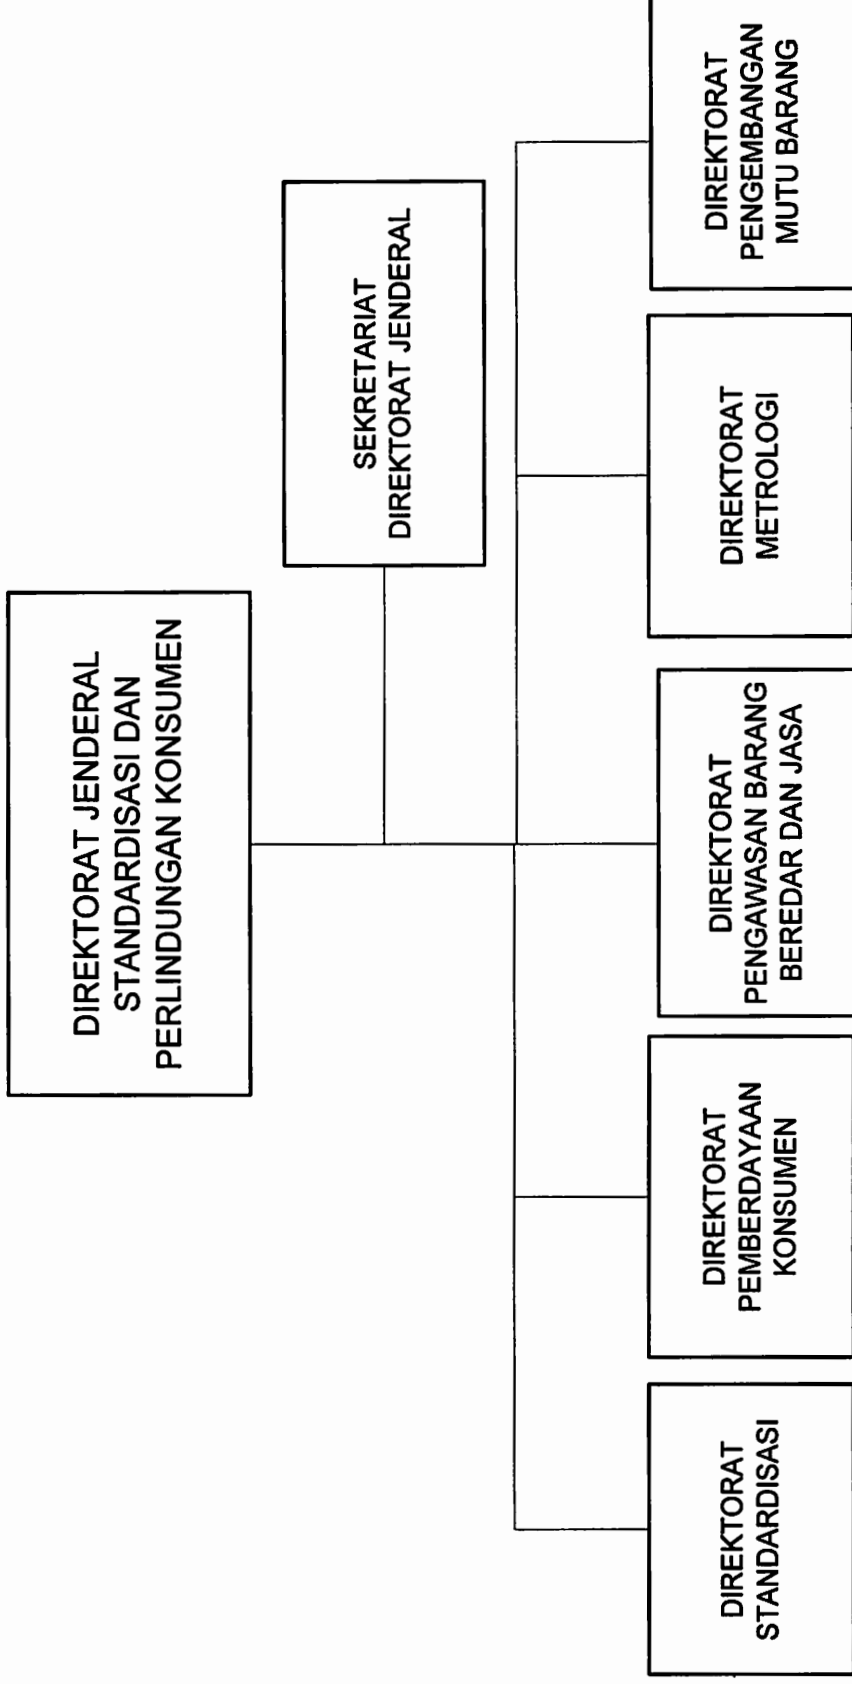 DIREKTORAT JENDERAL
STANDARDISASI DAN
PERLINDUNGAN KONSUMEN
SEKRETARIAT
DIREKTORAT JENDERAL
DIREKTORAT
STANDARDISASI
DIREKTORAT
PEMBERDAYAAN
KONSUMEN
DIREKTORAT
PENGAWASAN BARANG
BEREDAR DAN JASA
DIREKTORAT
METROLOGI
DIREKTORAT
PENGEMBANGAN
MUTU BARANG